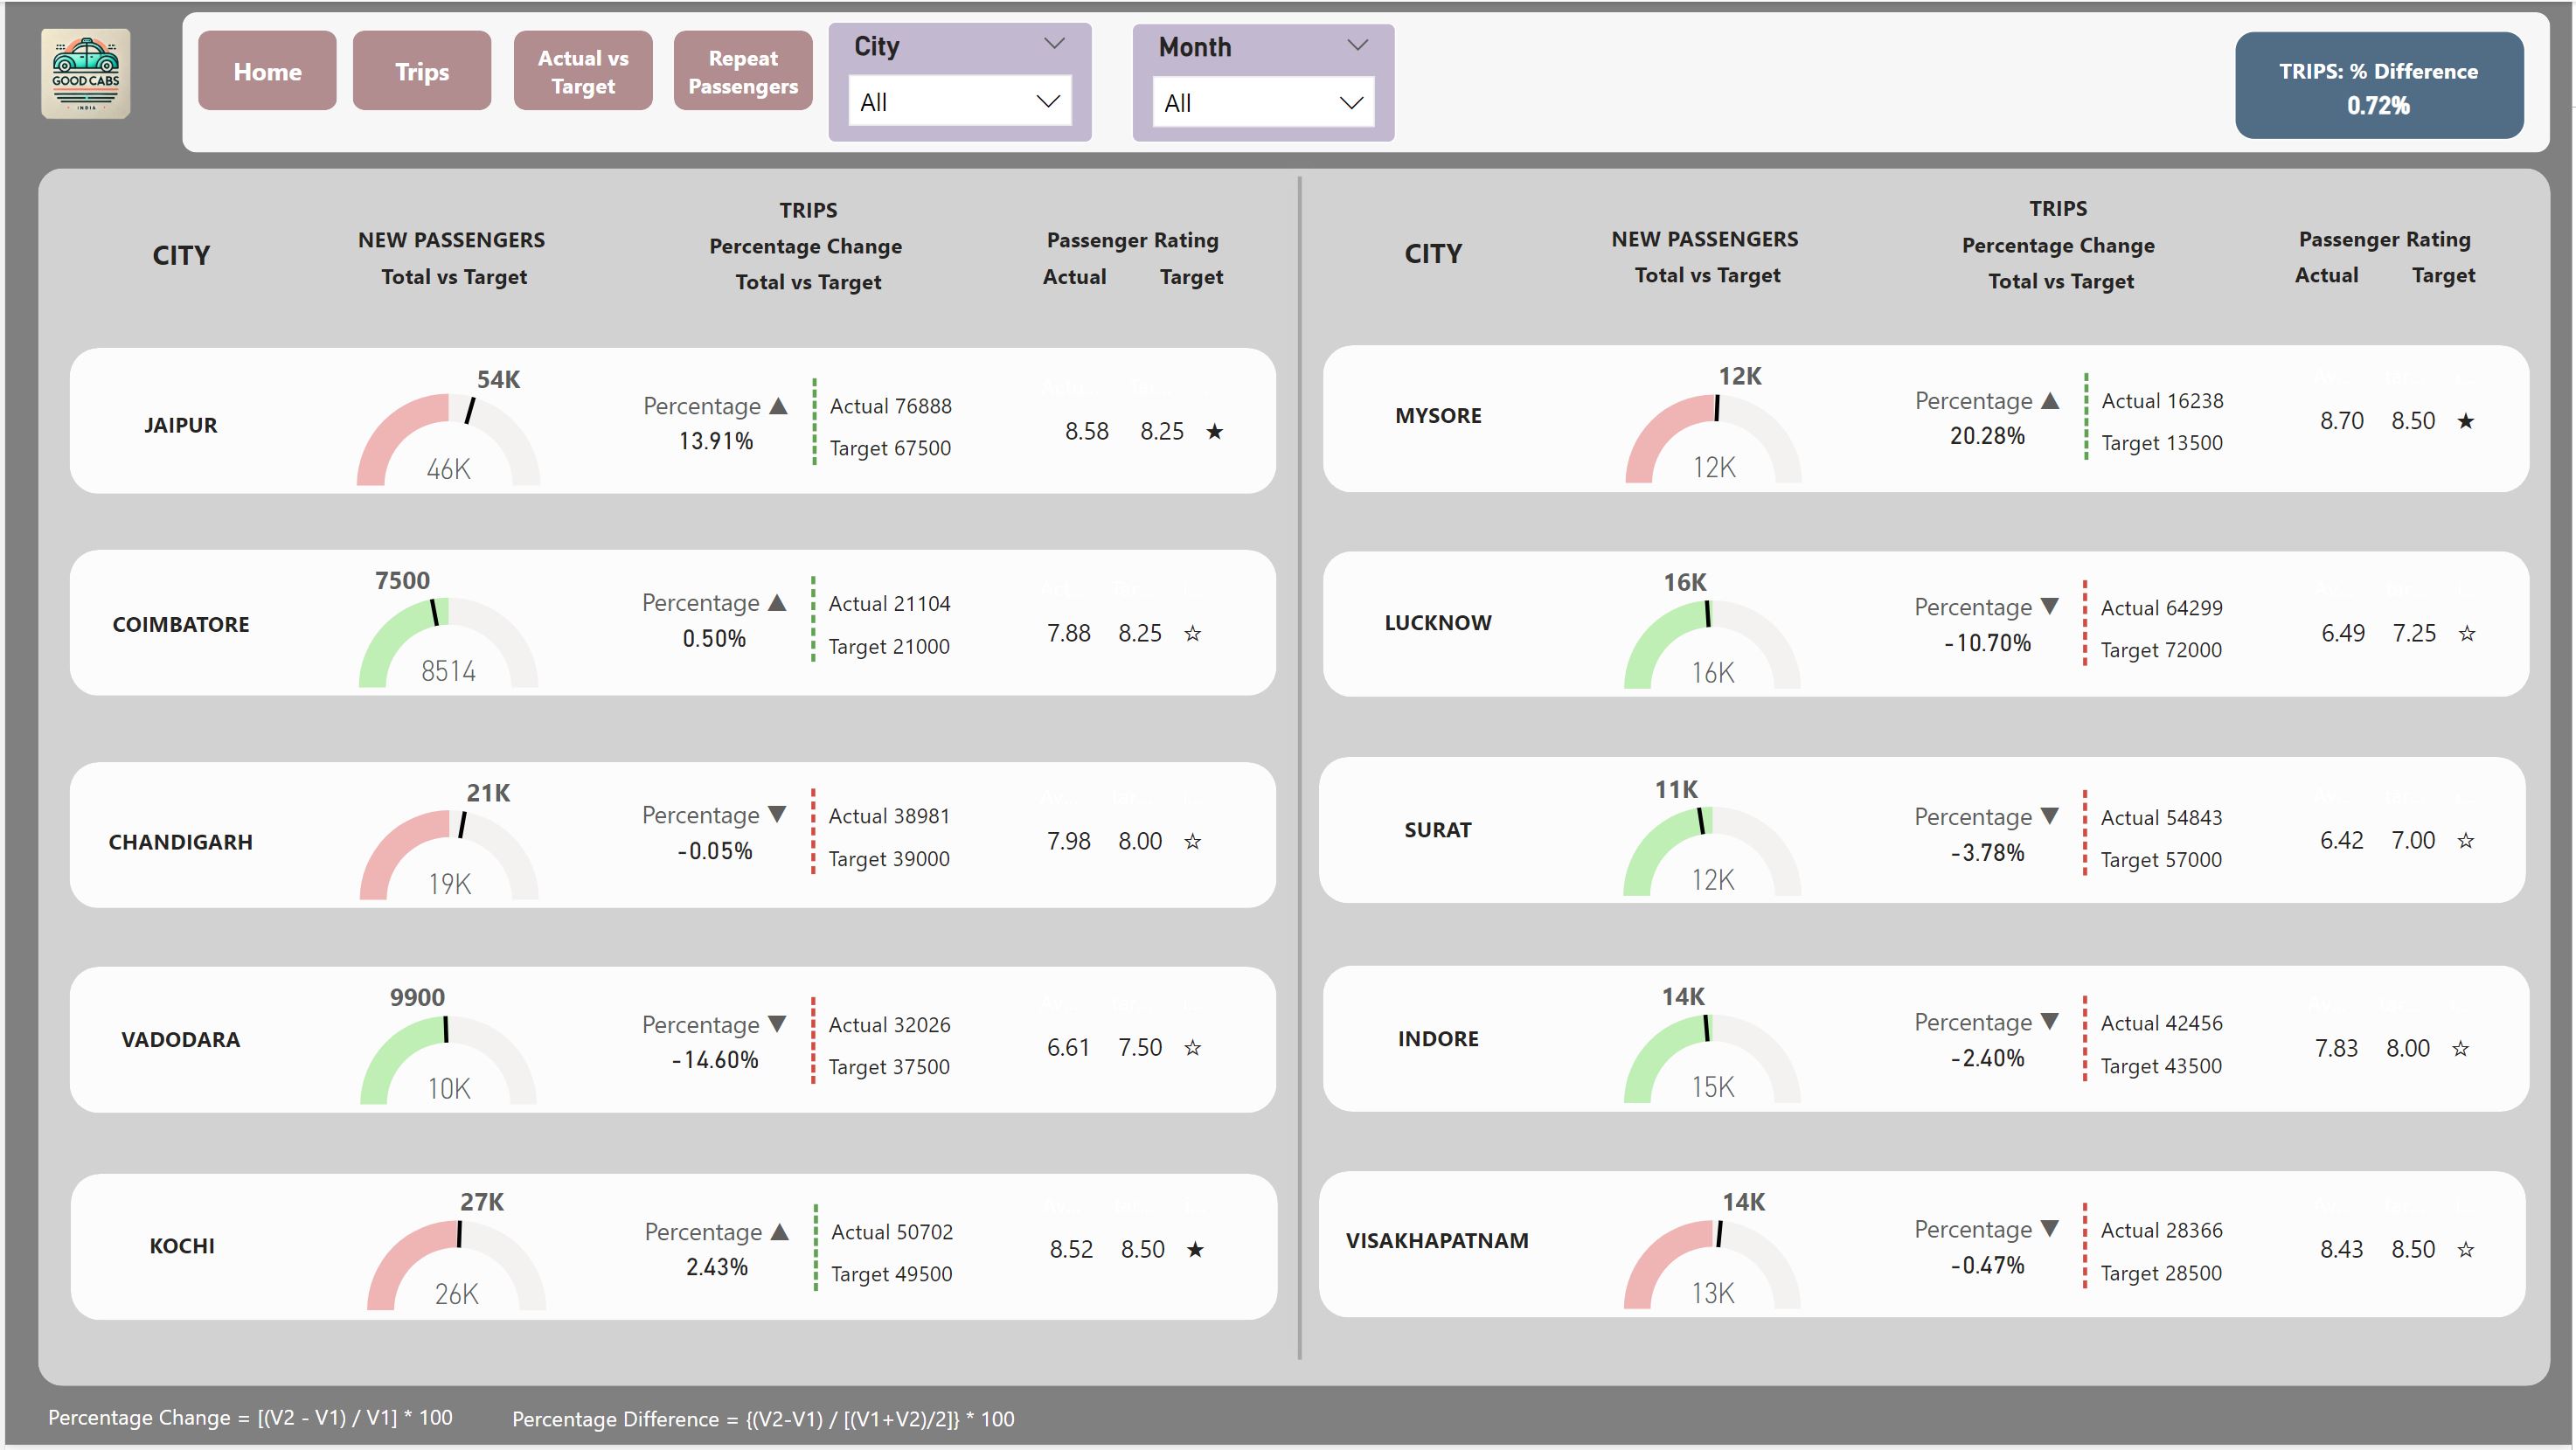 GOOD CABS
INDIA
Home
Trips
Actual vs
Target
Repeat
Passengers
City
All
Month
All
TRIPS: % Difference
0.72%
CITY
NEW PASSENGERS
Total vs Target
TRIPS
Percentage Change
Total vs Target
Passenger Rating
Actual Target
JAIPUR
54K
46K
Percentage ▲
13.91%
Actual 76888
Target 67500
8.58 8.25 ★
COIMBATORE
7500
8514
Percentage ▲
0.50%
Actual 21104
Target 21000
7.88 8.25 ☆
CHANDIGARH
21K
19K
Percentage ▼
-0.05%
Actual 38981
Target 39000
7.98 8.00 ☆
VADODARA
9900
10K
Percentage ▼
-14.60%
Actual 32026
Target 37500
6.61 7.50 ☆
KOCHI
27K
26K
Percentage ▲
2.43%
Actual 50702
Target 49500
8.52 8.50 ★
CITY
NEW PASSENGERS
Total vs Target
TRIPS
Percentage Change
Total vs Target
Passenger Rating
Actual Target
MYSORE
12K
12K
Percentage ▲
20.28%
Actual 16238
Target 13500
8.70 8.50 ★
LUCKNOW
16K
16K
Percentage ▼
-10.70%
Actual 64299
Target 72000
6.49 7.25 ☆
SURAT
11K
12K
Percentage ▼
-3.78%
Actual 54843
Target 57000
6.42 7.00 ☆
INDORE
14K
15K
Percentage ▼
-2.40%
Actual 42456
Target 43500
7.83 8.00 ☆
VISAKHAPATNAM
14K
13K
Percentage ▼
-0.47%
Actual 28366
Target 28500
8.43 8.50 ☆
Percentage Change = [(V2 - V1) / V1] * 100
Percentage Difference = {(V2-V1) / [(V1+V2)/2]} * 100